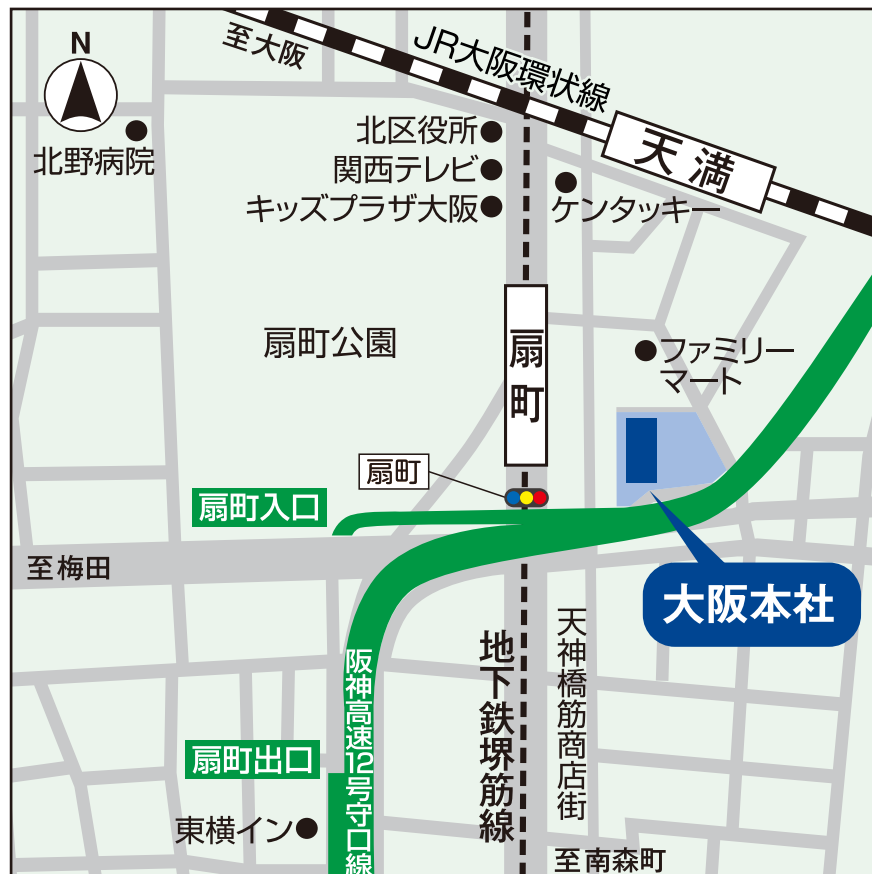 N
至大阪
JR大阪環状線
天満
北野病院
北区役所
関西テレビ
キッズプラザ大阪
ケンタッキー
扇町公園
扇町
ファミリー
マート
扇町
扇町入口
至梅田
大阪本社
阪神高速12号守口線
地下鉄堺筋線
天神橋筋商店街
扇町出口
東横イン
至南森町